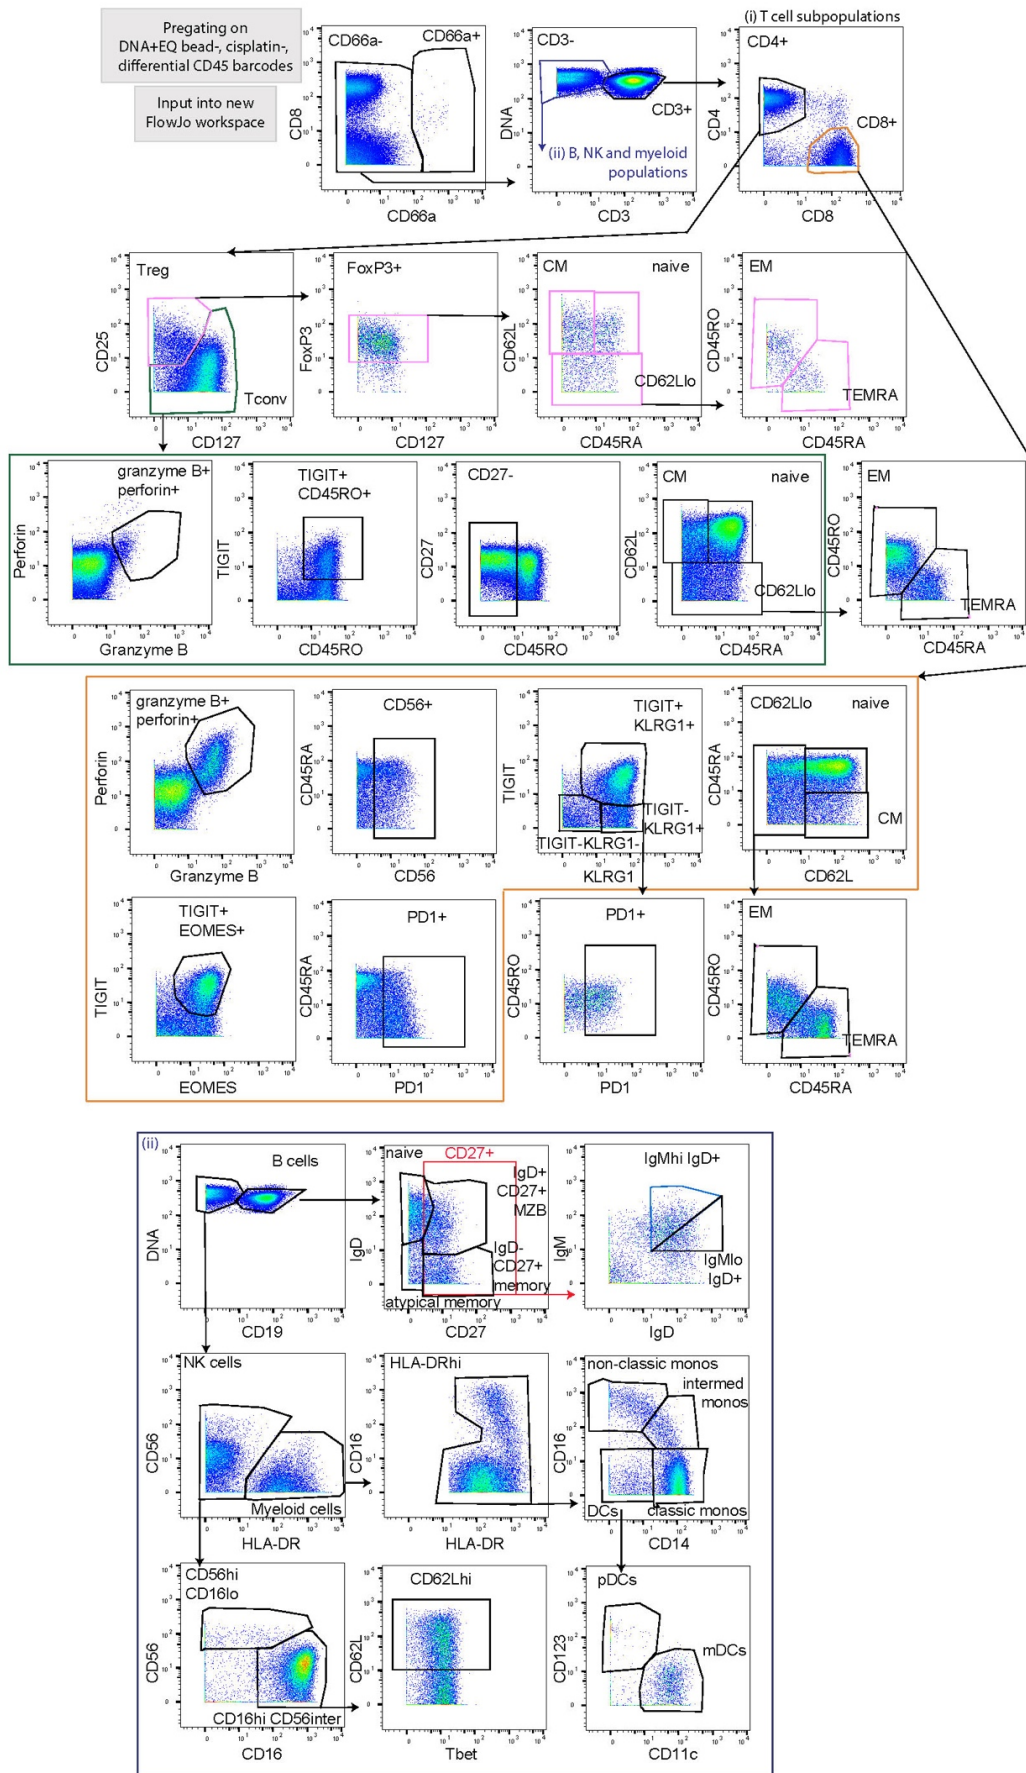 Pregating on
DNA+EQ bead-, cisplatin-,
differential CD45 barcodes
Input into new
FlowJo workspace
CD66a-
CD66a+
CD8
CD66a
CD3-
CD3+
DNA
CD3
(ii) B, NK and myeloid
populations
(i) T cell subpopulations
CD4+
CD8+
CD4
CD8
Treg
Tconv
CD25
CD127
FoxP3+
FoxP3
CD127
CM
naive
CD62Llo
CD62L
CD45RA
EM
TEMRA
CD45RO
CD45RA
granzyme B+
perforin+
Perforin
Granzyme B
TIGIT+
CD45RO+
TIGIT
CD45RO
CD27-
CD27
CD45RO
CM
naive
CD62Llo
CD62L
CD45RA
EM
TEMRA
CD45RO
CD45RA
granzyme B+
perforin+
Perforin
Granzyme B
CD56+
CD45RA
CD56
TIGIT+
KLRG1+
TIGIT-
KLRG1+
TIGIT-KLRG1-
TIGIT
KLRG1
CD62Llo
naive
CM
CD45RA
CD62L
TIGIT+
EOMES+
TIGIT
EOMES
PD1+
CD45RA
PD1
PD1+
CD45RO
PD1
EM
TEMRA
CD45RO
CD45RA
(ii)
B cells
DNA
CD19
naive
CD27+
IgD+
CD27+
MZB
IgD-
CD27+
memory
atypical memory
IgD
CD27
IgMhi IgD+
IgMlo
IgD+
IgM
IgD
NK cells
Myeloid cells
CD56
HLA-DR
HLA-DRhi
CD16
HLA-DR
non-classic monos
intermed
monos
DCs
classic monos
CD16
CD14
CD56hi
CD16lo
CD16hi CD56inter
CD56
CD16
CD62Lhi
CD62L
Tbet
pDCs
mDCs
CD123
CD11c